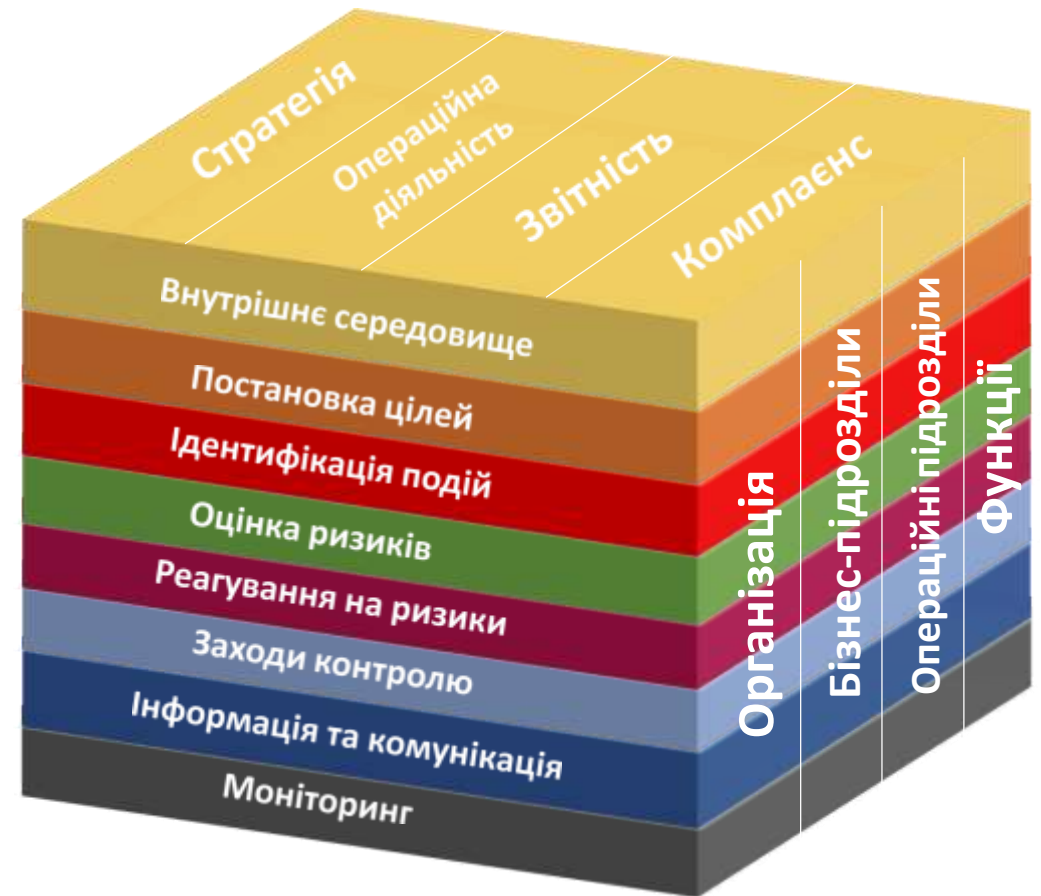 Стратегія
Операційна
діяльність
Звітність
Комплаєнс
Внутрішнє середовище
Постановка цілей
Ідентифікація подій
Оцінка ризиків
Реагування на ризики
Заходи контролю
Інформація та комунікація
Моніторинг
Організація
Бізнес-підрозділи
Операційні підрозділи
Функції